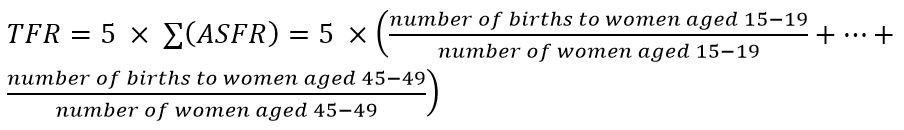 TFR = 5 × ∑(ASFR) = 5 × (number of births to women aged 15−19 / number of women aged 15−19 + ⋯ +
number of births to women aged 45−49 / number of women aged 45−49)